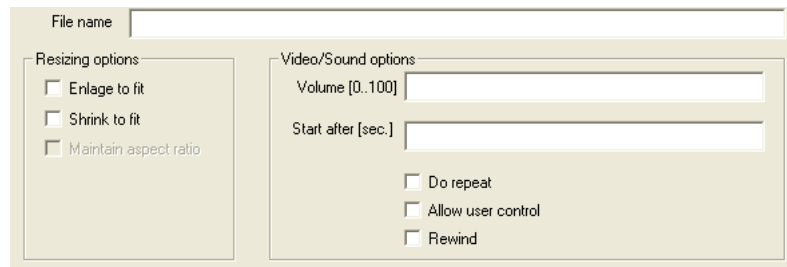 File name
Resizing options
Enlage to fit
Shrink to fit
Maintain aspect ratio
Video/Sound options
Volume [0..100]
Start after [sec.]
Do repeat
Allow user control
Rewind